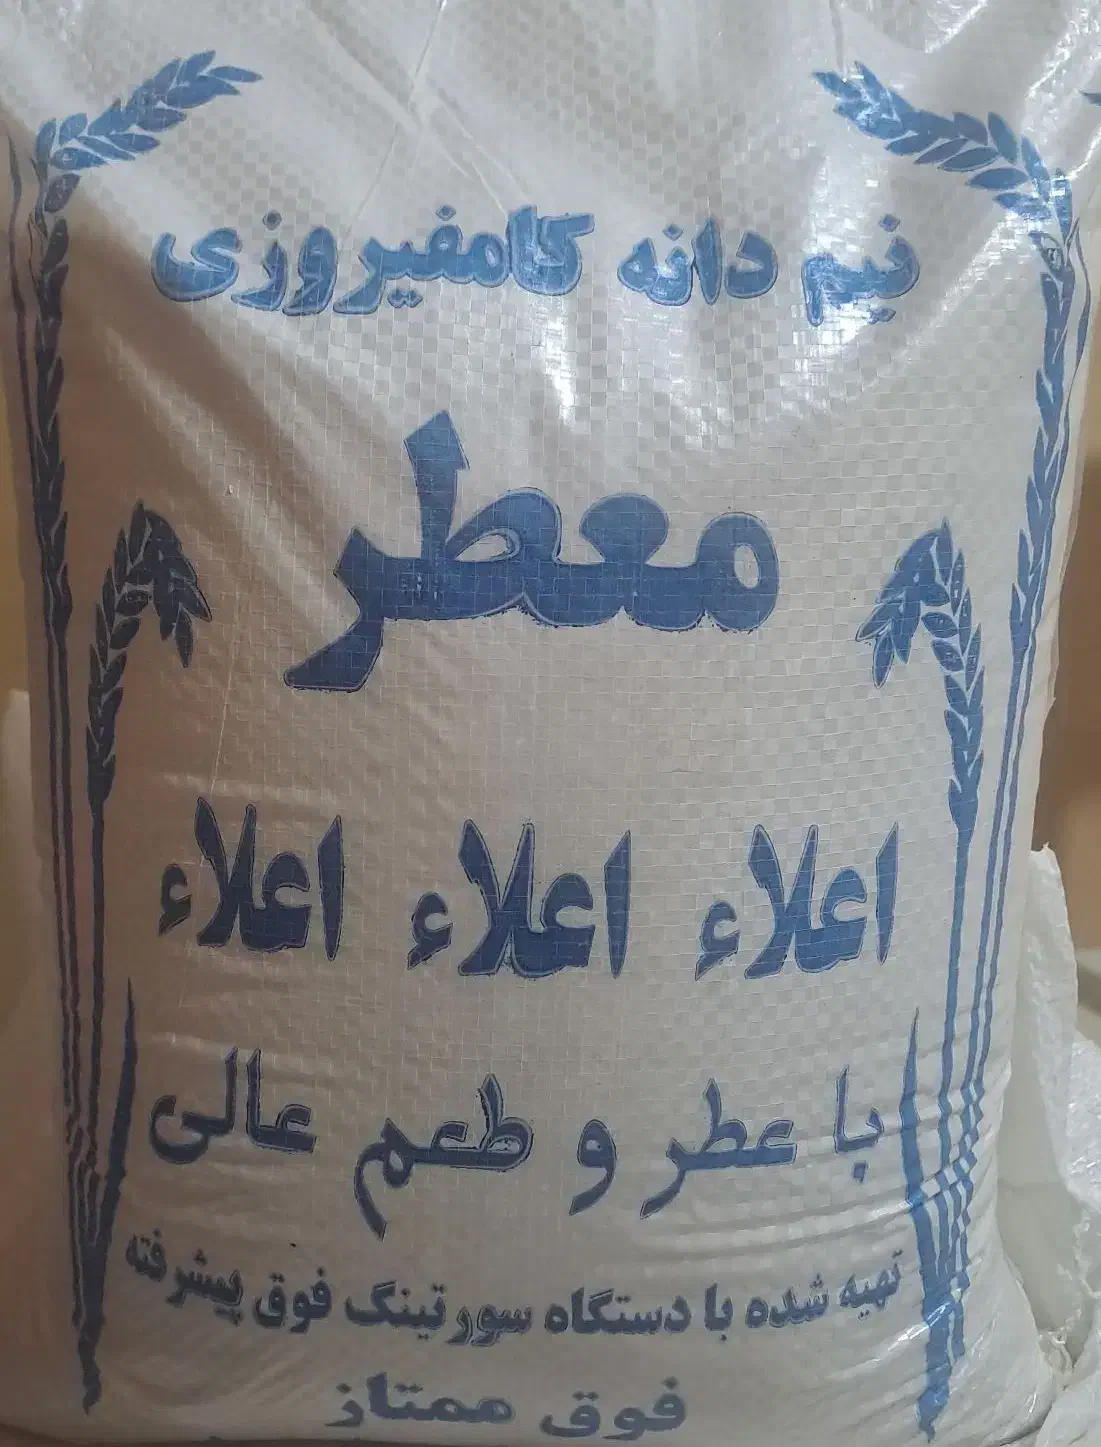 نیم دانه کامفیروزی
معطر
اعلاء اعلاء اعلاء
با عطر و طعم عالی
تهیه شده با دستگاه سورتینگ فوق پیشرفته
فوق ممتاز